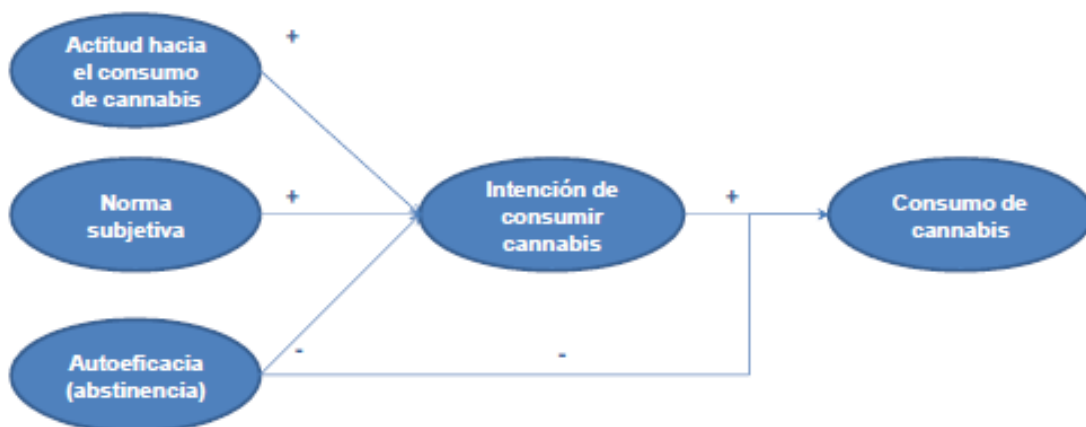 Actitud hacia
el consumo
de cannabis
+
Norma
subjetiva
+
Autoeficacia
(abstinencia)
-
-
Intención de
consumir
cannabis
+
Consumo de
cannabis